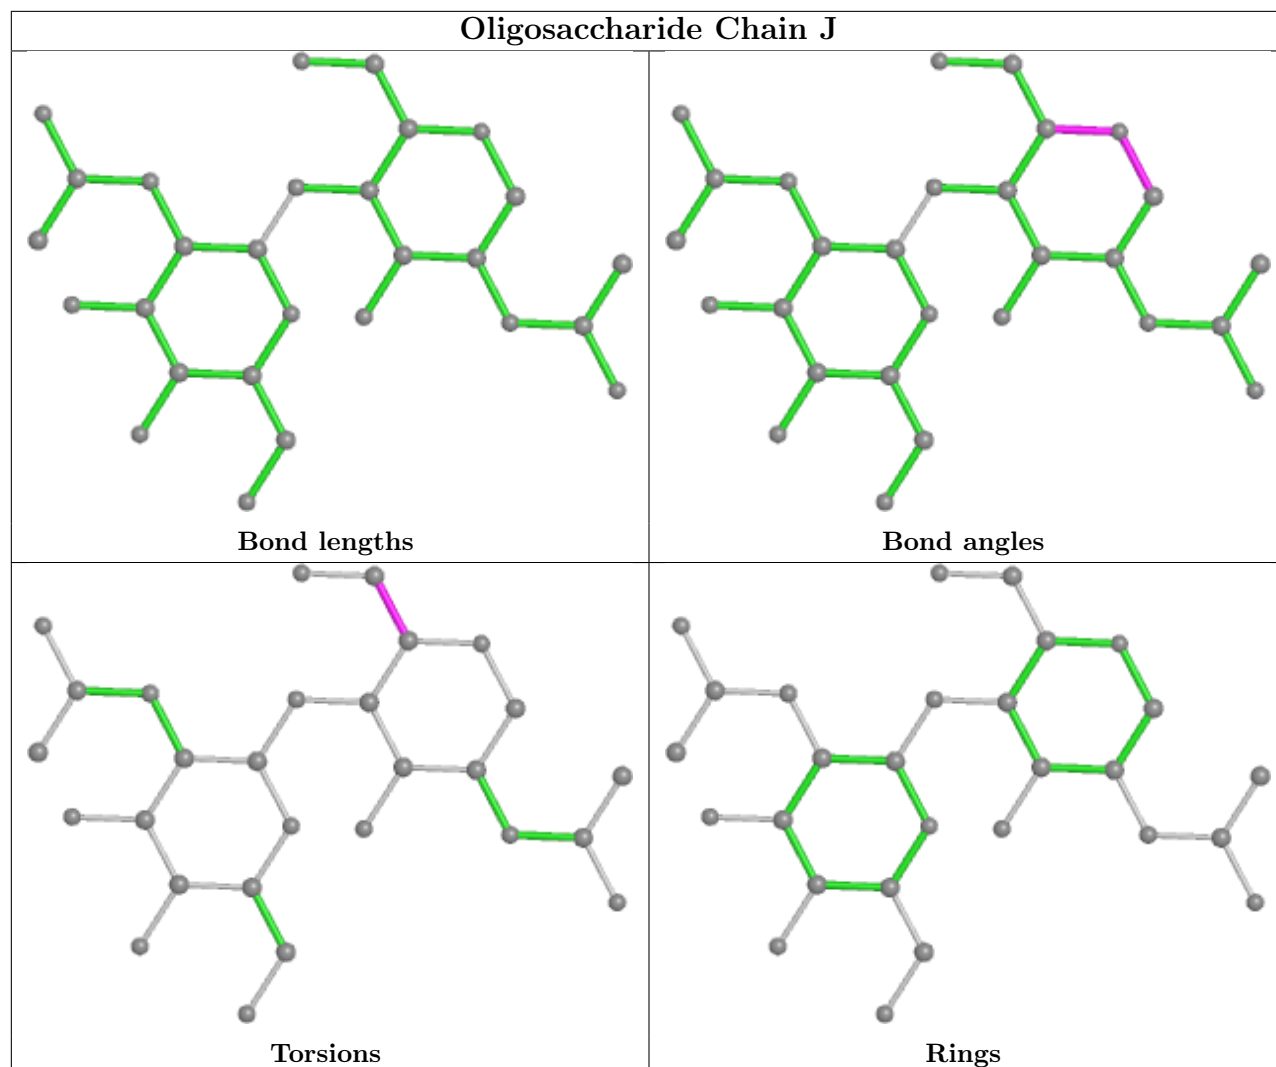 Oligosaccharide Chain J
Bond lengths
Bond angles
Torsions
Rings